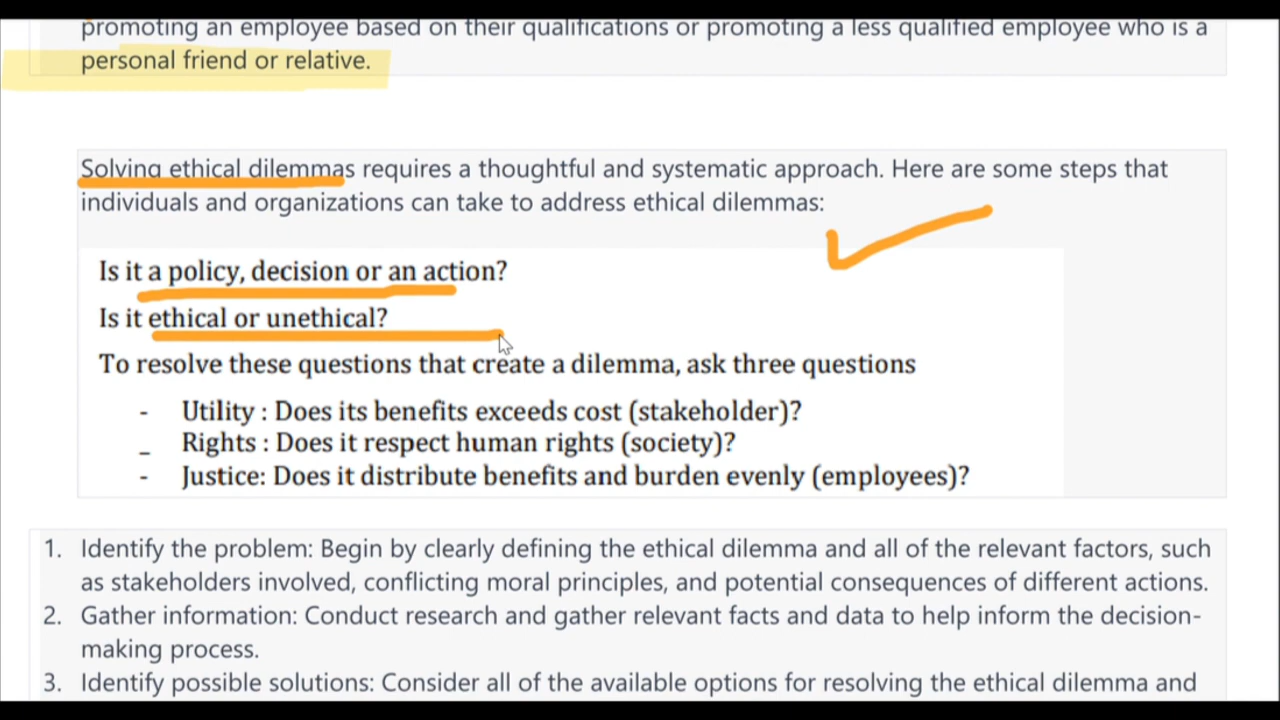 promoting an employee based on their qualifications or promoting a less qualified employee who is a
personal friend or relative.
Solving ethical dilemmas requires a thoughtful and systematic approach. Here are some steps that
individuals and organizations can take to address ethical dilemmas:
Is it a policy, decision or an action?
Is it ethical or unethical?
To resolve these questions that create a dilemma, ask three questions
- Utility : Does its benefits exceeds cost (stakeholder)?
_ Rights : Does it respect human rights (society)?
- Justice: Does it distribute benefits and burden evenly (employees)?
1. Identify the problem: Begin by clearly defining the ethical dilemma and all of the relevant factors, such
as stakeholders involved, conflicting moral principles, and potential consequences of different actions.
2. Gather information: Conduct research and gather relevant facts and data to help inform the decision-
making process.
3. Identify possible solutions: Consider all of the available options for resolving the ethical dilemma and